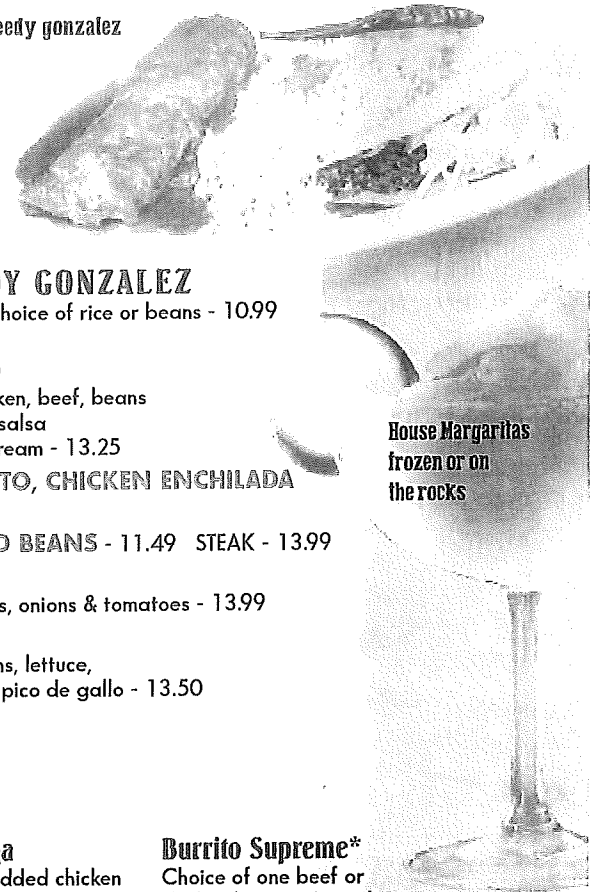 eedy gonzalez
Y GONZALEZ
hoice of rice or beans - 10.99
ken, beef, beans
salsa
ream - 13.25
TO, CHICKEN ENCHILADA
O BEANS - 11.49 STEAK - 13.99
s, onions & tomatoes - 13.99
ns, lettuce,
pico de gallo - 13.50
House Margaritas
frozen or on
the rocks
a
dded chicken
Burrito Supreme*
Choice of one beef or